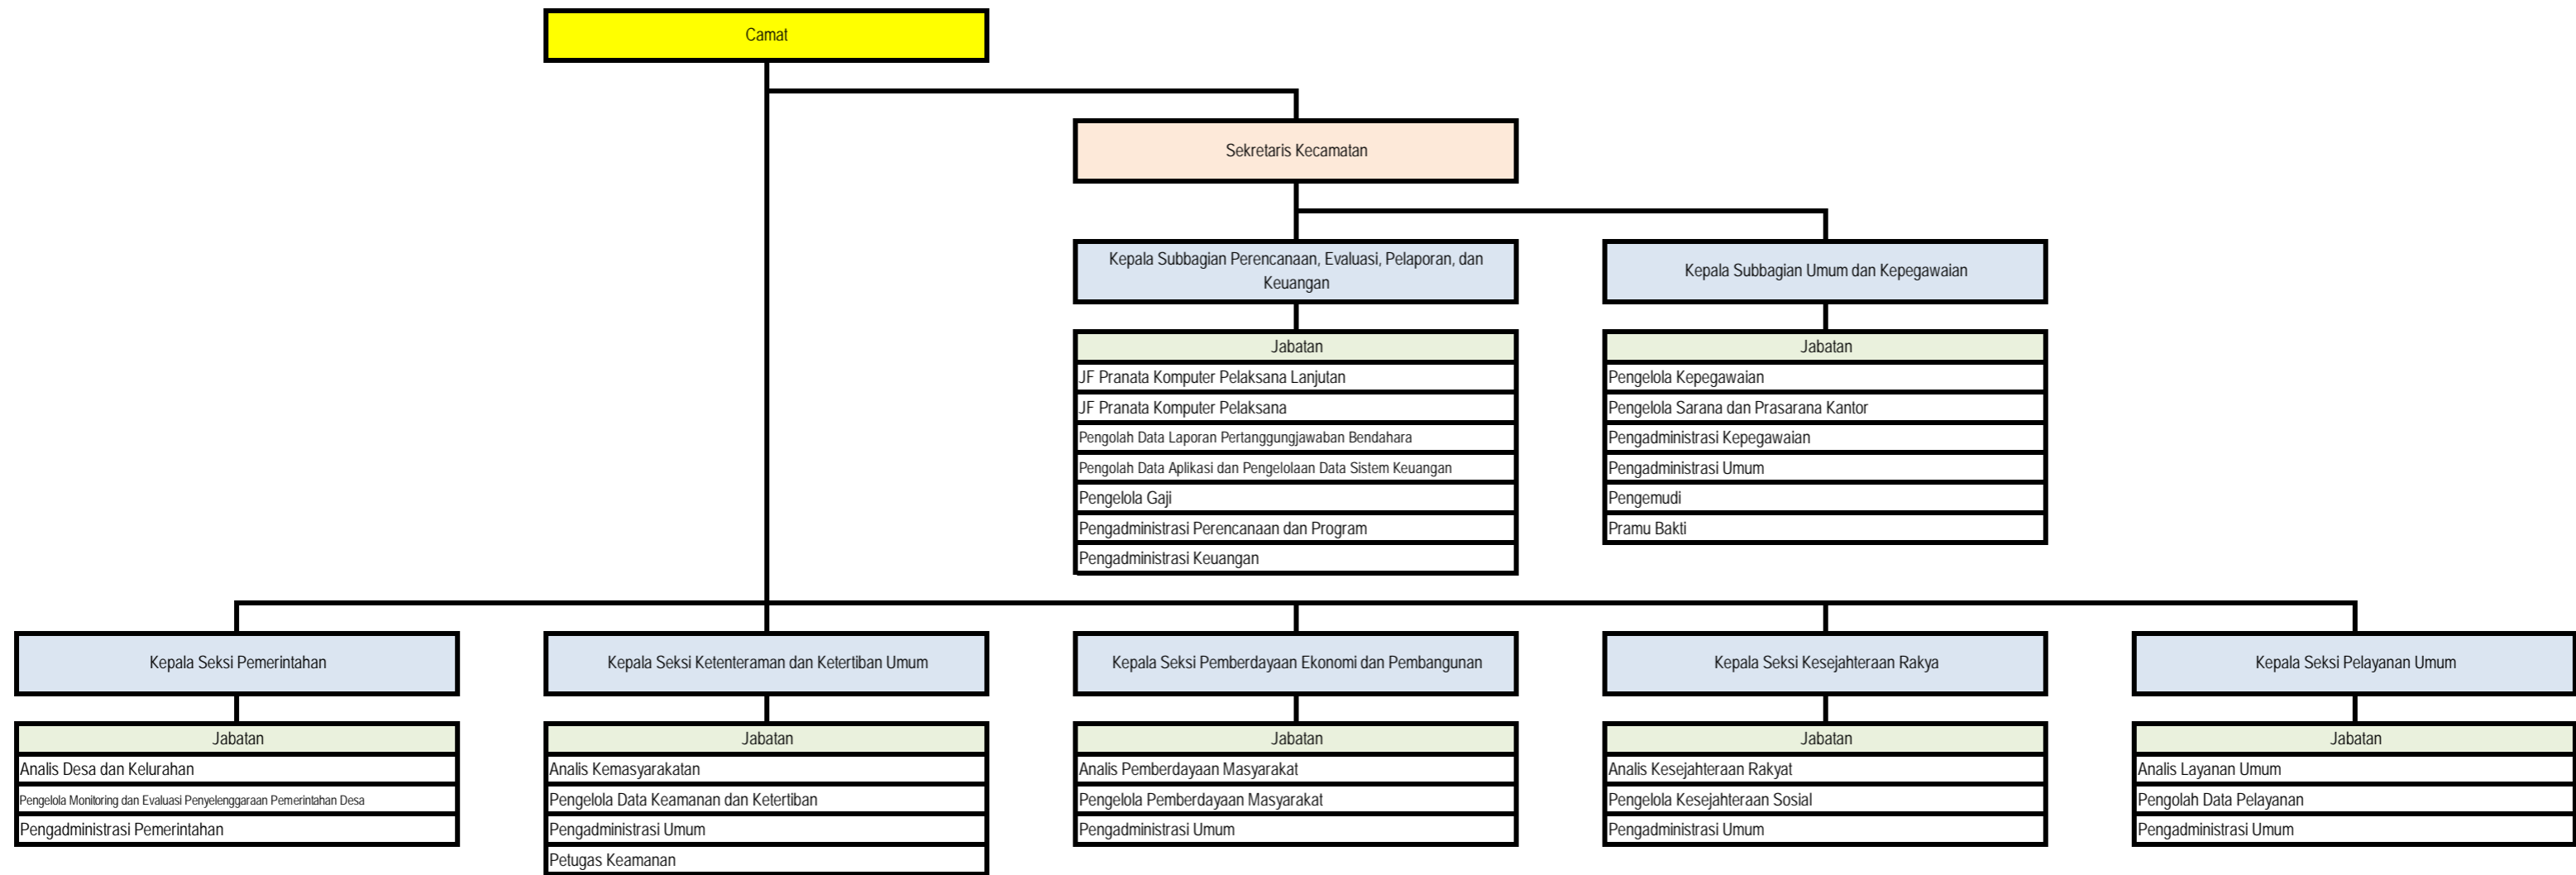 Camat
Sekretaris Kecamatan
Kepala Subbagian Perencanaan, Evaluasi, Pelaporan, dan
Keuangan
Jabatan
JF Pranata Komputer Pelaksana Lanjutan
JF Pranata Komputer Pelaksana
Pengolah Data Laporan Pertanggungjawaban Bendahara
Pengolah Data Aplikasi dan Pengelolaan Data Sistem Keuangan
Pengelola Gaji
Pengadministrasi Perencanaan dan Program
Pengadministrasi Keuangan
Kepala Subbagian Umum dan Kepegawaian
Jabatan
Pengelola Kepegawaian
Pengelola Sarana dan Prasarana Kantor
Pengadministrasi Kepegawaian
Pengadministrasi Umum
Pengemudi
Pramu Bakti
Kepala Seksi Pemerintahan
Jabatan
Analis Desa dan Kelurahan
Pengelola Monitoring dan Evaluasi Penyelenggaraan Pemerintahan Desa
Pengadministrasi Pemerintahan
Kepala Seksi Ketenteraman dan Ketertiban Umum
Jabatan
Analis Kemasyarakatan
Pengelola Data Keamanan dan Ketertiban
Pengadministrasi Umum
Petugas Keamanan
Kepala Seksi Pemberdayaan Ekonomi dan Pembangunan
Jabatan
Analis Pemberdayaan Masyarakat
Pengelola Pemberdayaan Masyarakat
Pengadministrasi Umum
Kepala Seksi Kesejahteraan Rakya
Jabatan
Analis Kesejahteraan Rakyat
Pengelola Kesejahteraan Sosial
Pengadministrasi Umum
Kepala Seksi Pelayanan Umum
Jabatan
Analis Layanan Umum
Pengolah Data Pelayanan
Pengadministrasi Umum